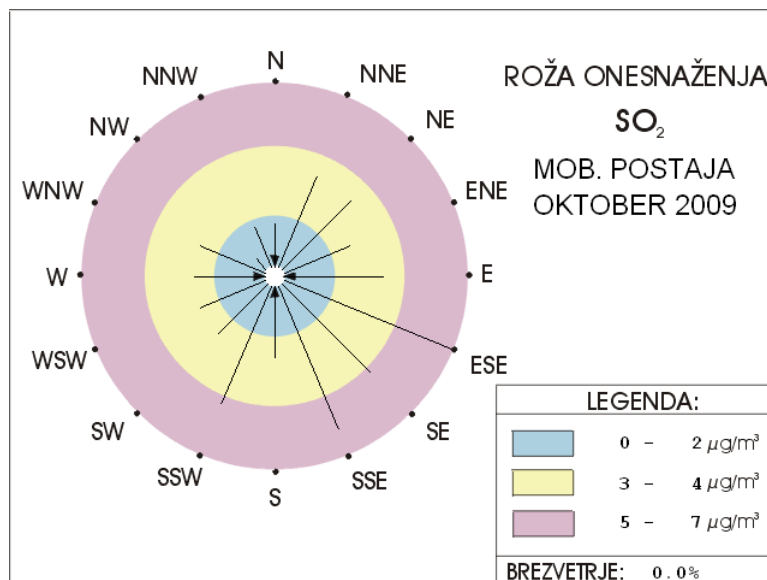 ROŽA ONESNAŽENJA
SO₂
MOB. POSTAJA
OKTOBER 2009
N
NNE
NE
ENE
E
ESE
SE
SSE
S
SSW
SW
WSW
W
WNW
NW
NNW
LEGENDA:
0 - 2 µg/m³
3 - 4 µg/m³
5 - 7 µg/m³
BREZVETRJE: 0.0%